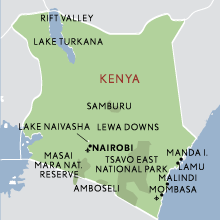 RIFT VALLEY
LAKE TURKANA
KENYA
SAMBURU
LAKE NAIVASHA
LEWA DOWNS
NAIROBI
MASAI
MARA NAT.
RESERVE
TSAVO EAST
NATIONAL PARK
AMBOSELI
MANDA I.
LAMU
MALINDI
MOMBASA